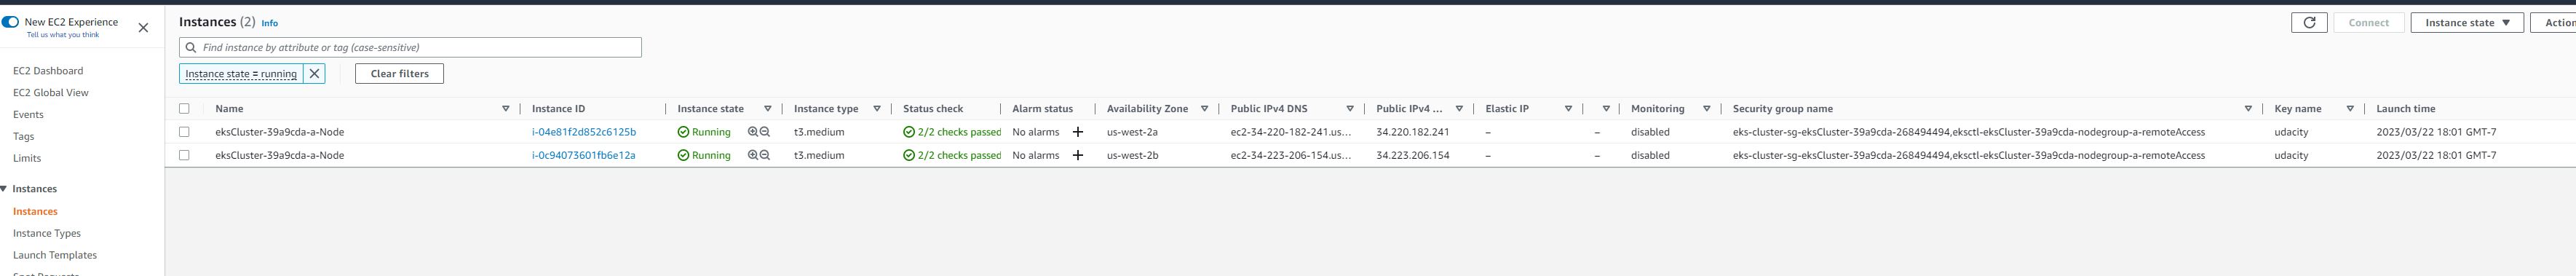 New EC2 Experience
Tell us what you think
EC2 Dashboard
EC2 Global View
Events
Tags
Limits
Instances
Instances
Instance Types
Launch Templates
Spot Requests
Instances (2) Info
Connect Instance state Action
Find instance by attribute or tag (case-sensitive)
Instance state = running Clear filters
Name Instance ID Instance state Instance type Status check Alarm status Availability Zone Public IPv4 DNS Public IPv4 ... Elastic IP Monitoring Security group name Key name Launch time
eksCluster-39a9cda-a-Node i-04e81f2d852c6125b Running t3.medium 2/2 checks passed No alarms + us-west-2a ec2-34-220-182-241.us... 34.220.182.241 – – disabled eks-cluster-sg-eksCluster-39a9cda-268494494,eksctl-eksCluster-39a9cda-nodegroup-a-remoteAccess udacity 2023/03/22 18:01 GMT-7
eksCluster-39a9cda-a-Node i-0c94073601fb6e12a Running t3.medium 2/2 checks passed No alarms + us-west-2b ec2-34-223-206-154.us... 34.223.206.154 – – disabled eks-cluster-sg-eksCluster-39a9cda-268494494,eksctl-eksCluster-39a9cda-nodegroup-a-remoteAccess udacity 2023/03/22 18:01 GMT-7